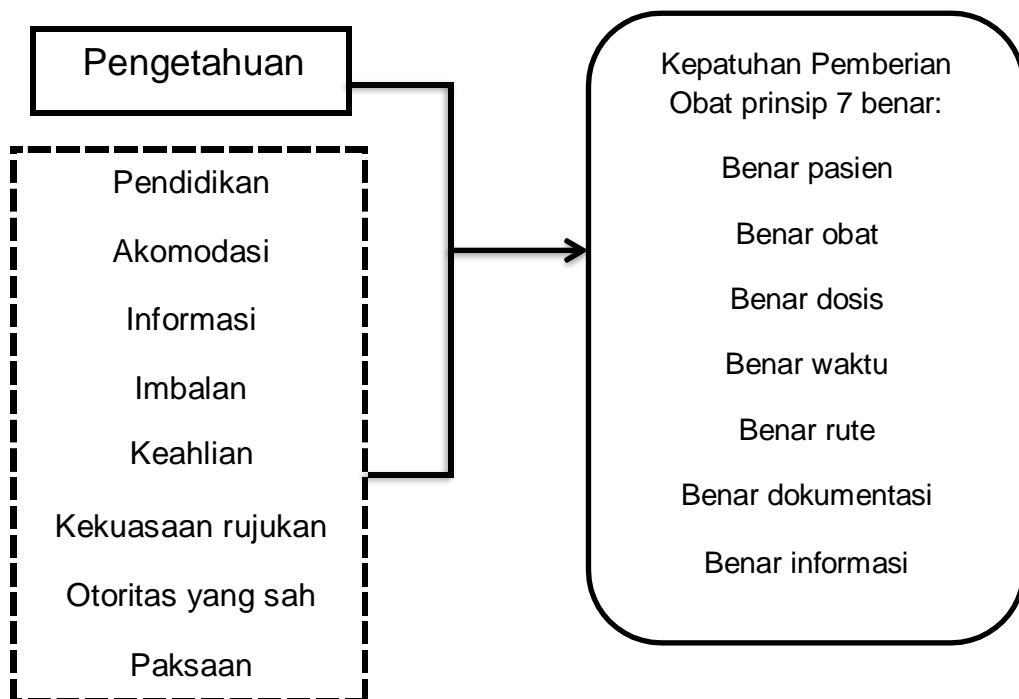 Pengetahuan
Pendidikan
Akomodasi
Informasi
Imbalan
Keahlian
Kekuasaan rujukan
Otoritas yang sah
Paksaan
Kepatuhan Pemberian
Obat prinsip 7 benar:
Benar pasien
Benar obat
Benar dosis
Benar waktu
Benar rute
Benar dokumentasi
Benar informasi